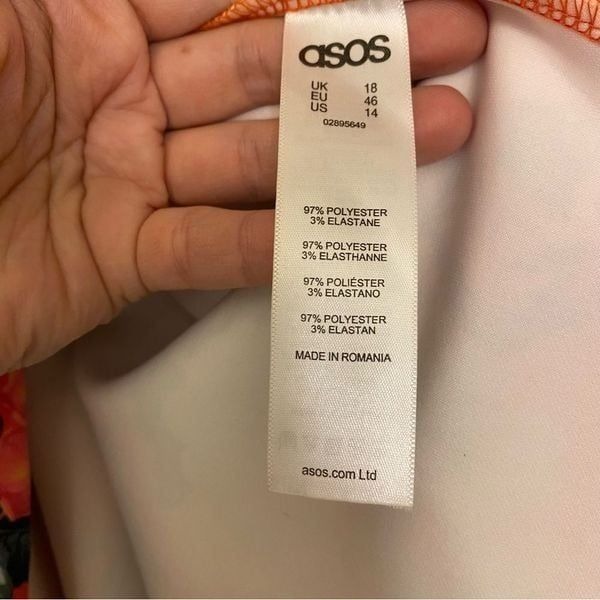 asos
UK 18
EU 46
US 14
02895649
97% POLYESTER
3% ELASTANE
97% POLYESTER
3% ELASTHANNE
97% POLIÉSTER
3% ELASTANO
97% POLYESTER
3% ELASTAN
MADE IN ROMANIA
asos.com Ltd